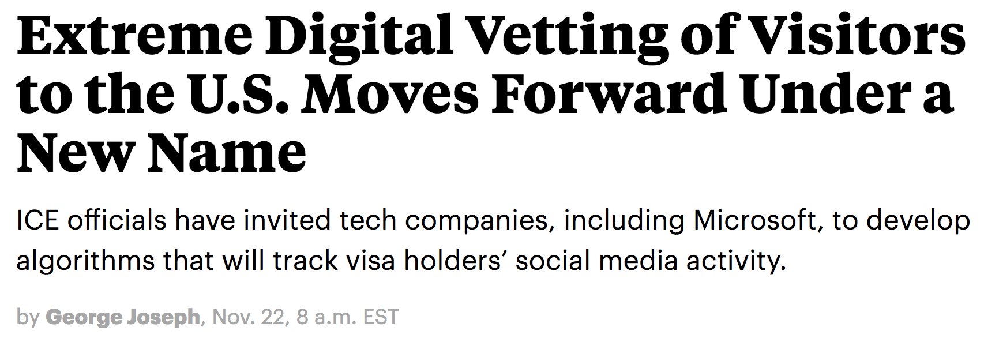 Extreme Digital Vetting of Visitors
to the U.S. Moves Forward Under a
New Name
ICE officials have invited tech companies, including Microsoft, to develop
algorithms that will track visa holders’ social media activity.
by George Joseph, Nov. 22, 8 a.m. EST